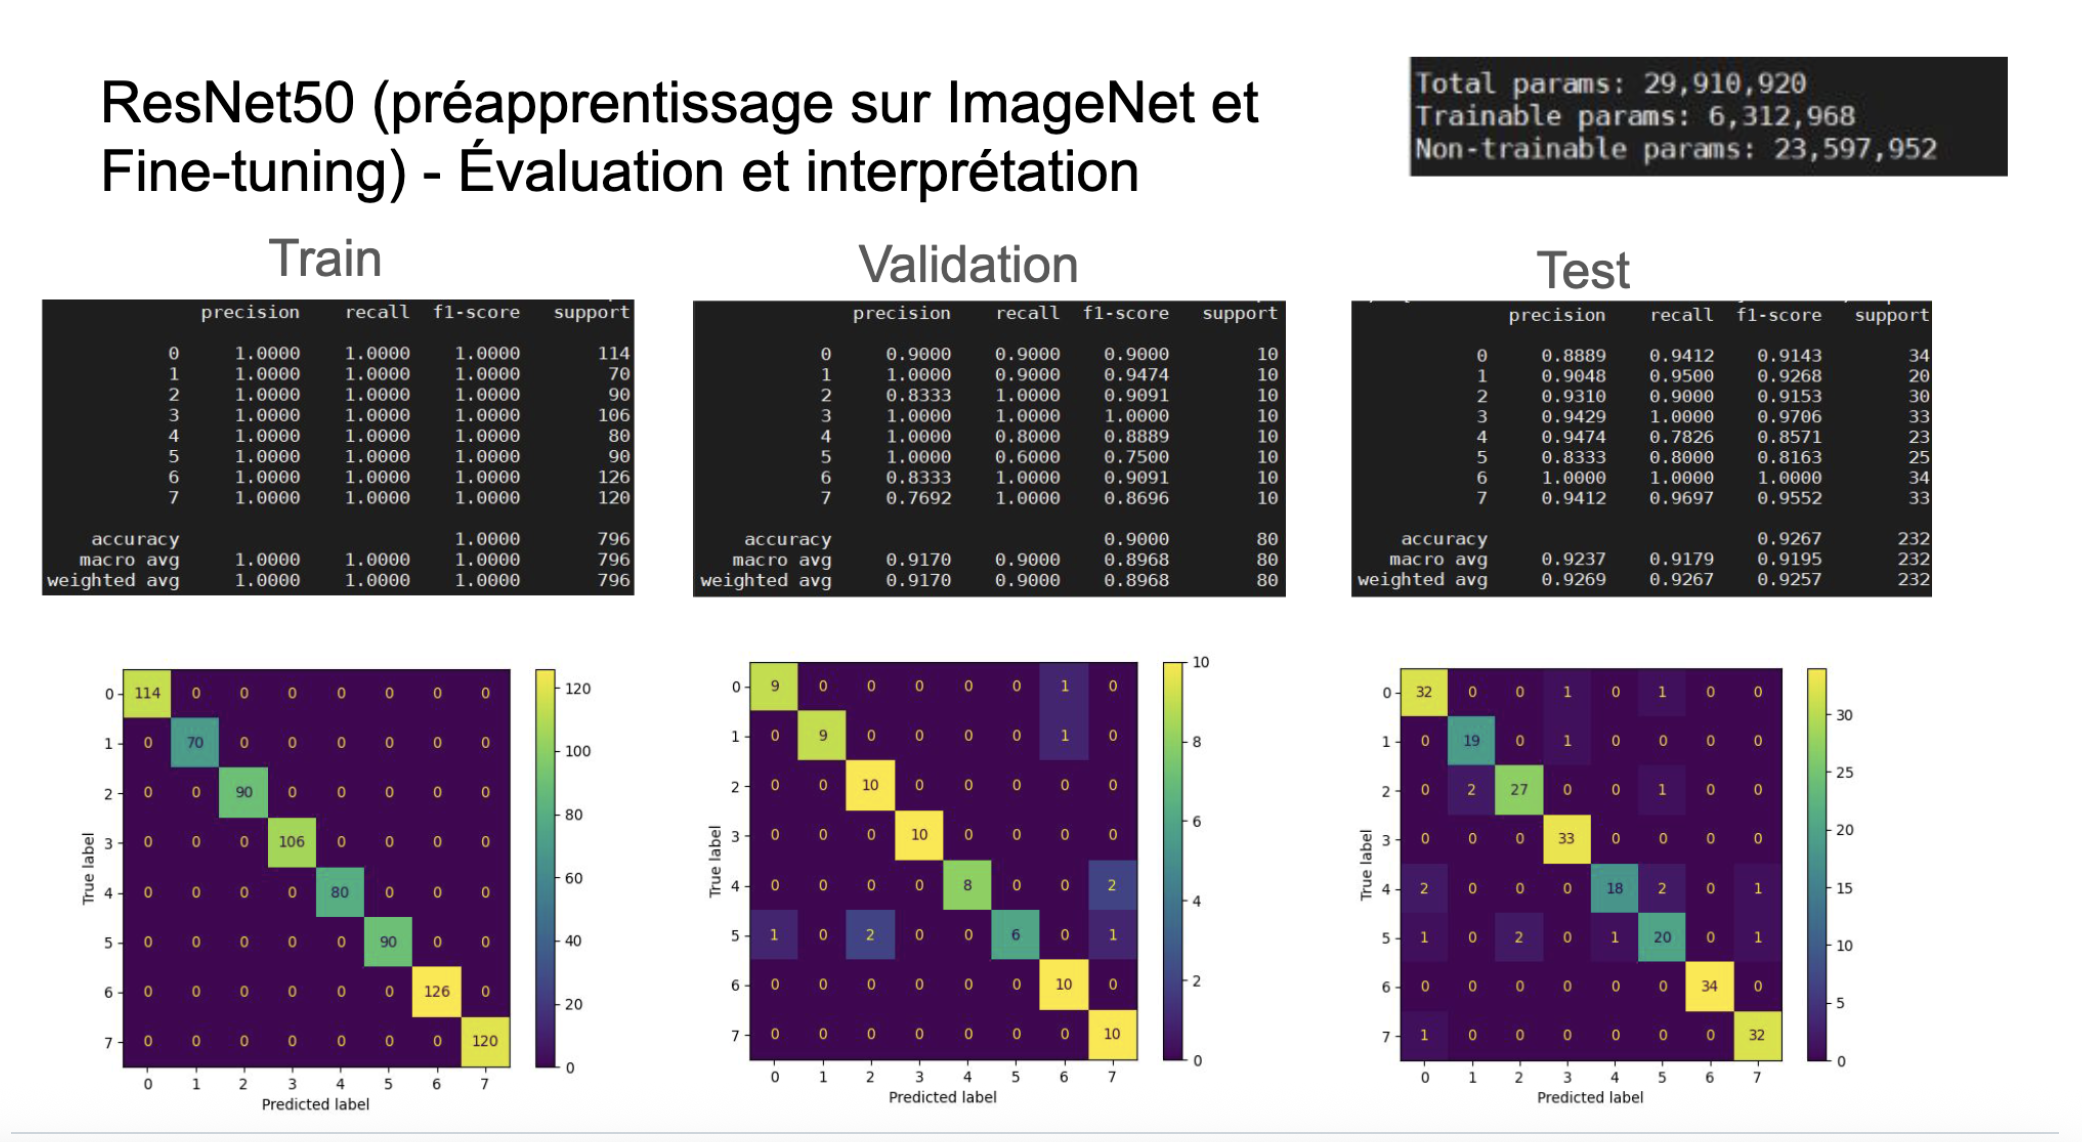 ResNet50 (préapprentissage sur ImageNet et
Fine-tuning) - Évaluation et interprétation
Total params: 29,910,920
Trainable params: 6,312,968
Non-trainable params: 23,597,952
Train
precision recall f1-score support
0 1.0000 1.0000 1.0000 114
1 1.0000 1.0000 1.0000 70
2 1.0000 1.0000 1.0000 90
3 1.0000 1.0000 1.0000 106
4 1.0000 1.0000 1.0000 80
5 1.0000 1.0000 1.0000 90
6 1.0000 1.0000 1.0000 126
7 1.0000 1.0000 1.0000 120
accuracy 1.0000 796
macro avg 1.0000 1.0000 1.0000 796
weighted avg 1.0000 1.0000 1.0000 796
Validation
precision recall f1-score support
0 0.9000 0.9000 0.9000 10
1 1.0000 0.9000 0.9474 10
2 0.8333 1.0000 0.9091 10
3 1.0000 1.0000 1.0000 10
4 1.0000 0.8000 0.8889 10
5 1.0000 0.6000 0.7500 10
6 0.8333 1.0000 0.9091 10
7 0.7692 1.0000 0.8696 10
accuracy 0.9000 80
macro avg 0.9170 0.9000 0.8968 80
weighted avg 0.9170 0.9000 0.8968 80
Test
precision recall f1-score support
0 0.8889 0.9412 0.9143 34
1 0.9048 0.9500 0.9268 20
2 0.9310 0.9000 0.9153 30
3 0.9429 1.0000 0.9706 33
4 0.9474 0.7826 0.8571 23
5 0.8333 0.8000 0.8163 25
6 1.0000 1.0000 1.0000 34
7 0.9412 0.9697 0.9552 33
accuracy 0.9267 232
macro avg 0.9237 0.9179 0.9195 232
weighted avg 0.9269 0.9267 0.9257 232
True label
0 114 0 0 0 0 0 0 0
1 0 70 0 0 0 0 0 0
2 0 0 90 0 0 0 0 0
3 0 0 0 106 0 0 0 0
4 0 0 0 0 80 0 0 0
5 0 0 0 0 0 90 0 0
6 0 0 0 0 0 0 126 0
7 0 0 0 0 0 0 0 120
0 1 2 3 4 5 6 7
Predicted label
120
100
80
60
40
20
0
True label
0 9 0 0 0 0 0 1 0
1 0 9 0 0 0 0 1 0
2 0 0 10 0 0 0 0 0
3 0 0 0 10 0 0 0 0
4 0 0 0 0 8 0 0 2
5 1 0 2 0 0 6 0 1
6 0 0 0 0 0 0 10 0
7 0 0 0 0 0 0 0 10
0 1 2 3 4 5 6 7
Predicted label
10
8
6
4
2
0
True label
0 32 0 0 1 0 1 0 0
1 0 19 0 1 0 0 0 0
2 0 2 27 0 0 1 0 0
3 0 0 0 33 0 0 0 0
4 2 0 0 0 18 2 0 1
5 1 0 2 0 1 20 0 1
6 0 0 0 0 0 0 34 0
7 1 0 0 0 0 0 0 32
0 1 2 3 4 5 6 7
Predicted label
30
25
20
15
10
5
0